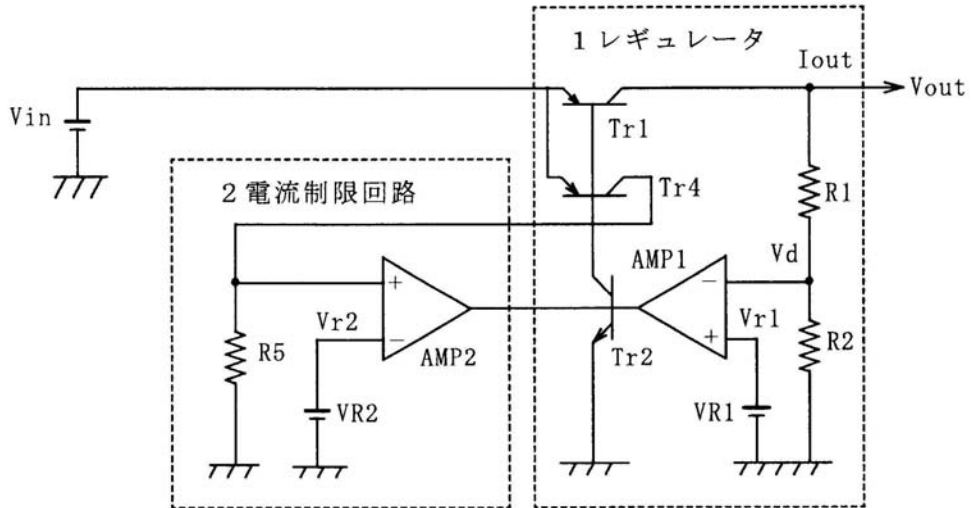 1レギュレータ
Iout
Vout
Vin
Tr1
2電流制限回路
Tr4
R1
Vd
AMP1
+
−
Vr2
−
Vr1
+
R5
AMP2
Tr2
R2
VR2
VR1